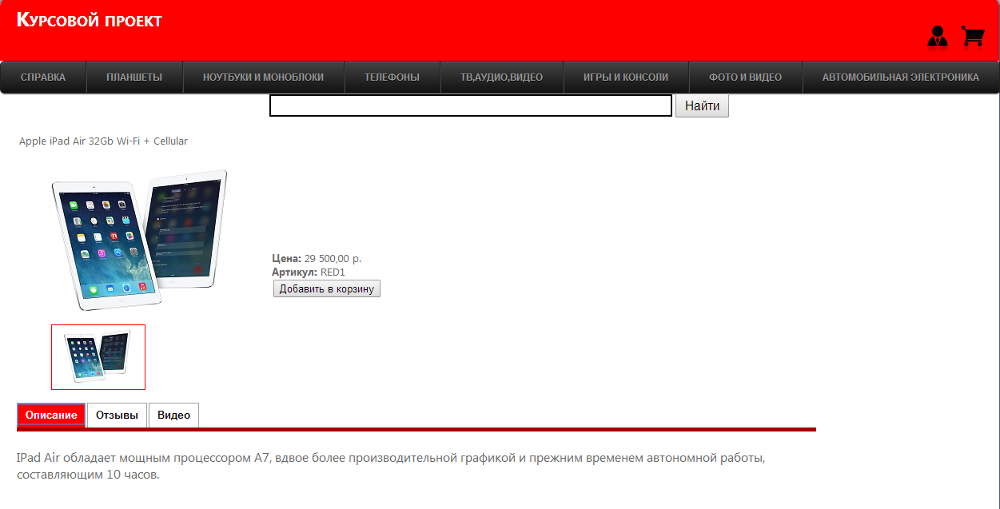 Курсовой проект
СПРАВКА ПЛАНШЕТЫ НОУТБУКИ И МОНОБЛОКИ ТЕЛЕФОНЫ ТВ,АУДИО,ВИДЕО ИГРЫ И КОНСОЛИ ФОТО И ВИДЕО АВТОМОБИЛЬНАЯ ЭЛЕКТРОНИКА
Найти
Apple iPad Air 32Gb Wi-Fi + Cellular
Цена: 29 500,00 р.
Артикул: RED1
Добавить в корзину
Описание Отзывы Видео
IPad Air обладает мощным процессором A7, вдвое более производительной графикой и прежним временем автономной работы,
составляющим 10 часов.